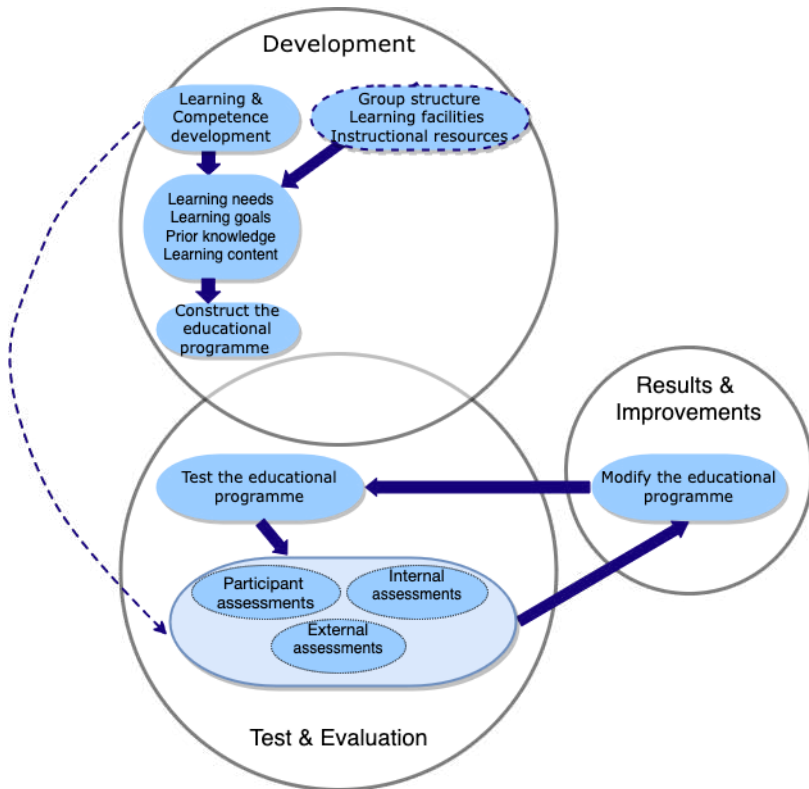 Development
Learning &
Competence
development
Group structure
Learning facilities
Instructional resources
Learning needs
Learning goals
Prior knowledge
Learning content
Construct the
educational
programme
Results &
Improvements
Test the educational
programme
Modify the educational
programme
Participant
assessments
Internal
assessments
External
assessments
Test & Evaluation